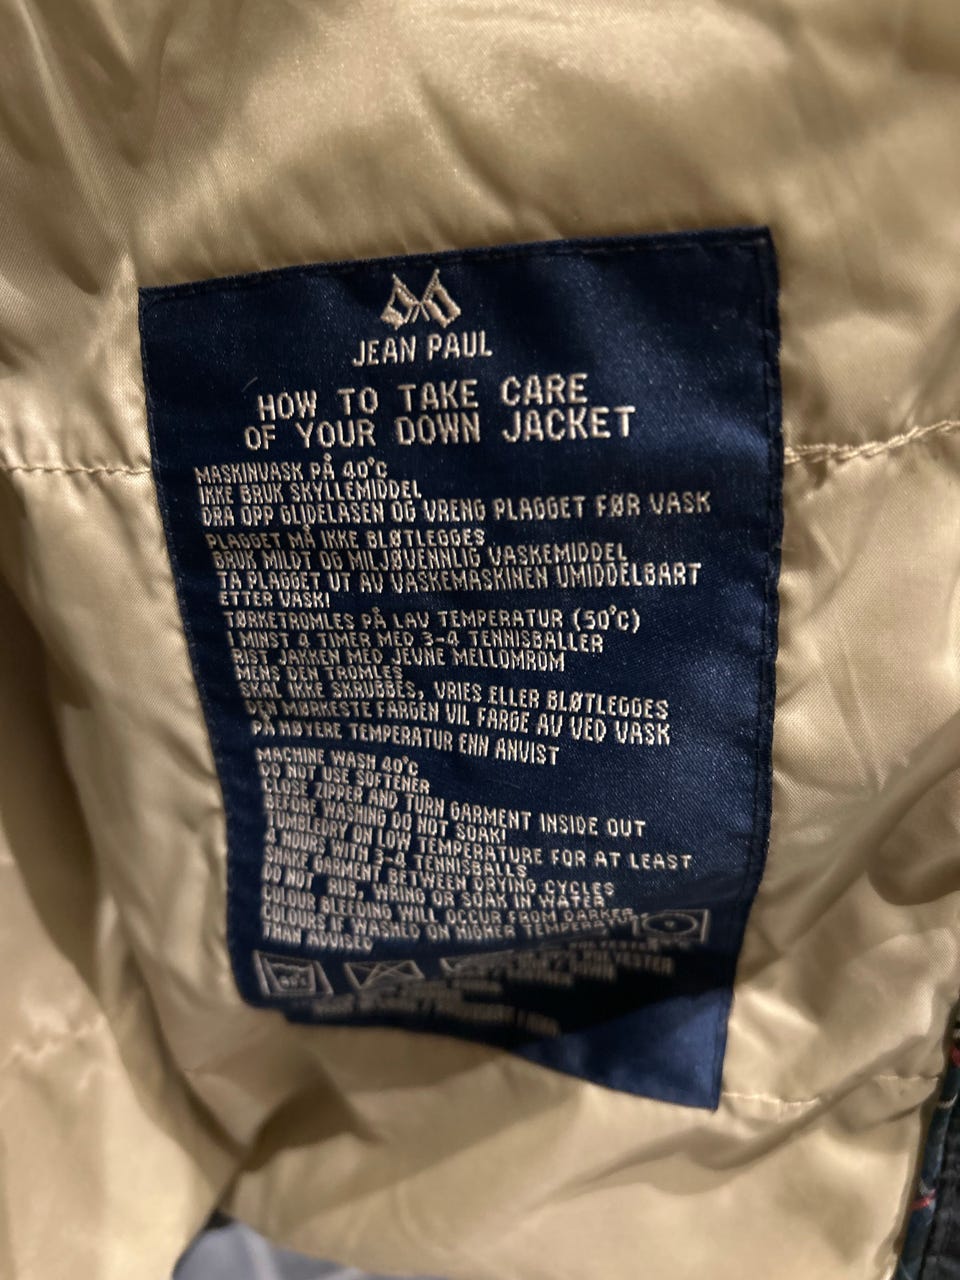 JEAN PAUL
HOW TO TAKE CARE
OF YOUR DOWN JACKET
MASKINVASK PÅ 40°C
IKKE BRUK SKYLLEMIDDEL
DRA OPP GLIDELASEN OG VRENG PLAGGET FØR VASK
PLAGGET MÅ IKKE BLØTLEGGES
BRUK MILDT OG MILJØVENNLIG VASKEMIDDEL
TA PLAGGET UT AV VASKEMASKINEN UMIDDELBART
ETTER VASK!
TØRKETROMLES PÅ LAV TEMPERATUR (50°C)
I MINST 4 TIMER MED 3-4 TENNISBALLER
RIST JAKKEN MED JEVNE MELLOMROM
MENS DEN TROMLES
SKAL IKKE SKRUBBES, VRIES ELLER BLØTLEGGES
DEN MØRKESTE FARGEN VIL FARGE AV VED VASK
PÅ HØYERE TEMPERATUR ENN ANVIST
MACHINE WASH 40°C
DO NOT USE SOFTENER
CLOSE ZIPPER AND TURN GARMENT INSIDE OUT
BEFORE WASHING DO NOT SOAK!
TUMBLEDRY ON LOW TEMPERATURE FOR AT LEAST
4 HOURS WITH 3-4 TENNISBALLS
SHAKE GARMENT BETWEEN DRYING CYCLES
DO NOT RUB, WRING OR SOAK IN WATER
COLOUR BLEEDING WILL OCCUR FROM DARKER
COLOURS IF WASHED ON HIGHER TEMPERATURE
THAN ADVISED